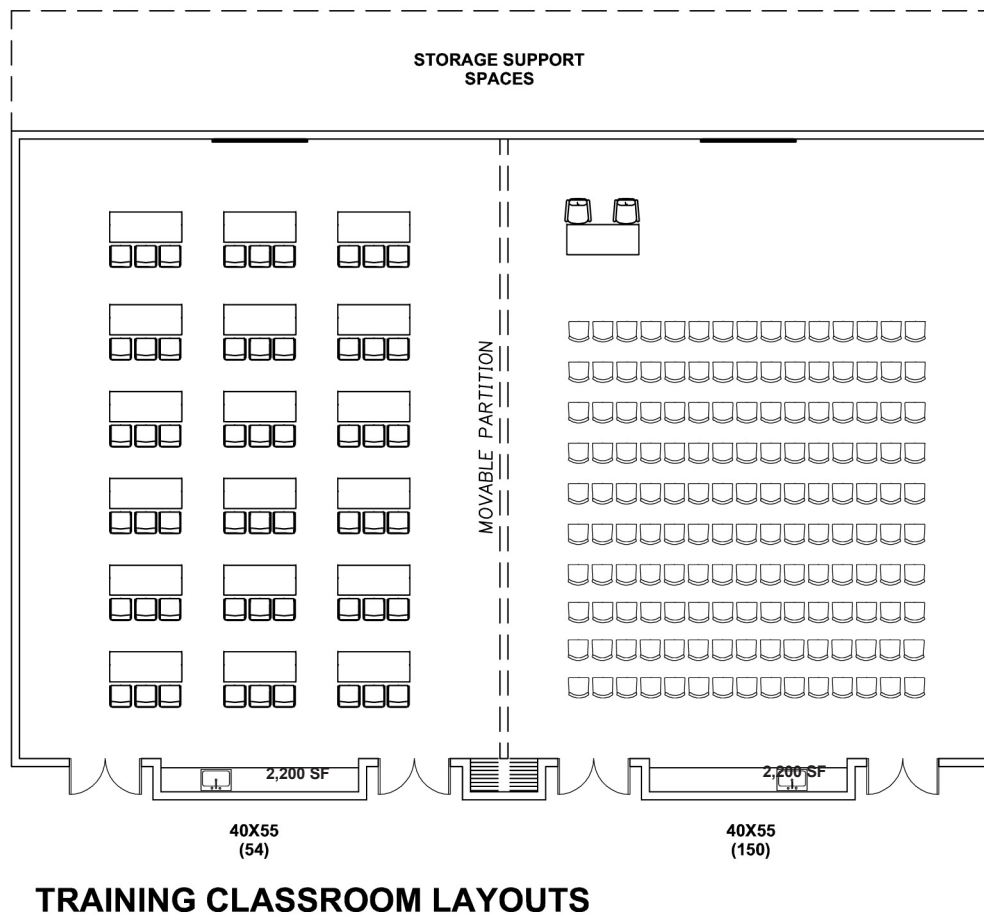 STORAGE SUPPORT
SPACES
MOVABLE PARTITION
2,200 SF
2,200 SF
40X55
(54)
40X55
(150)
TRAINING CLASSROOM LAYOUTS